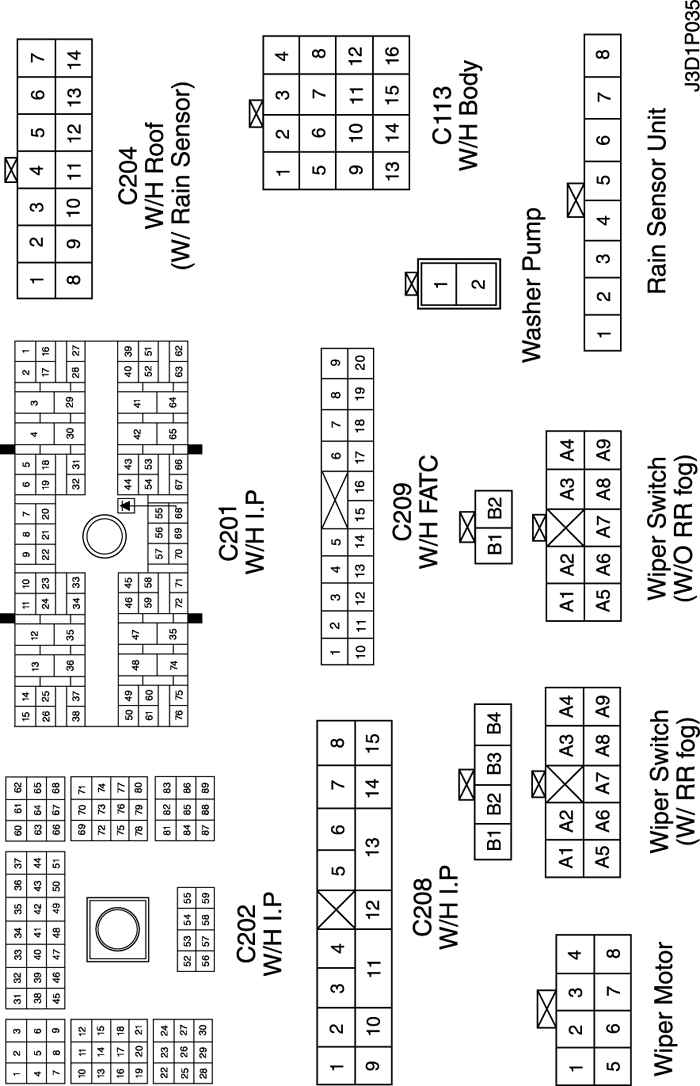 1 2 3
4 5 6
7 8 9
10 11 12
13 14 15
16 17 18
19 20 21
22 23 24
25 26 27
28 29 30
31 32 33 34 35 36 37
38 39 40 41 42 43 44
45 46 47 48 49 50 51
52 53 54 55
56 57 58 59
60 61 62
63 64 65
66 67 68
69 70 71
72 73 74
75 76 77
78 79 80
81 82 83
84 85 86
87 88 89
C202
W/H I.P
15 14 13 12 11 10 9 8 7 6 5 4 3 2 1
26 25 24 23 22 21 20 19 18 17 16
38 37 36 35 34 33 32 31 30 29 28 27
50 49 48 47 46 45 44 43 42 41 40 39
61 60 59 58 54 53 52 51
57 56 55
76 75 74 35 72 71 70 69 68 67 66 65 64 63 62
C201
W/H I.P
1 2 3 4 5 6 7
8 9 10 11 12 13 14
C204
W/H Roof
(W/ Rain Sensor)
1 2 3 4 5 6 7 8
9 10 11 12 13 14 15
C208
W/H I.P
1 2 3 4 5 6 7 8 9
10 11 12 13 14 15 16 17 18 19 20
C209
W/H FATC
1
2
Washer Pump
1 2 3 4
5 6 7 8
9 10 11 12
13 14 15 16
C113
W/H Body
1 2 3 4
5 6 7 8
Wiper Motor
B1 B2 B3 B4
A1 A2 A3 A4
A5 A6 A7 A8 A9
Wiper Switch
(W/ RR fog)
B1 B2
A1 A2 A3 A4
A5 A6 A7 A8 A9
Wiper Switch
(W/O RR fog)
1 2 3 4 5 6 7 8
Rain Sensor Unit
J3D1P035